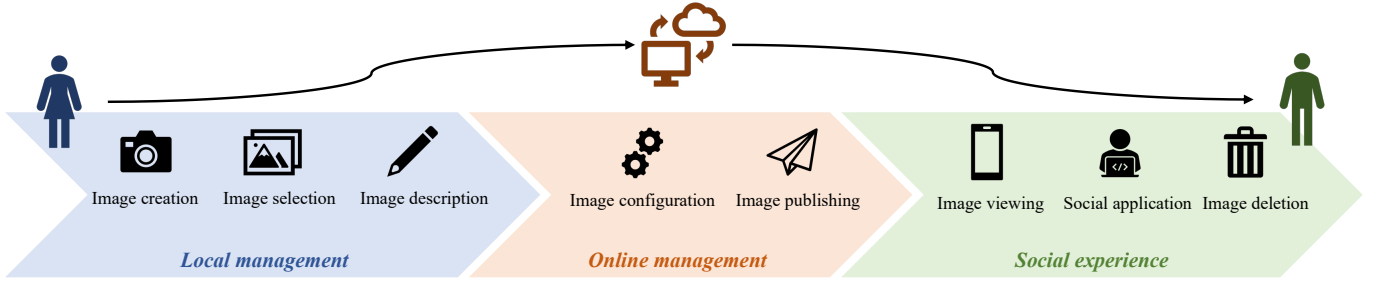 Image creation
Image selection
Image description
Local management
Image configuration
Image publishing
Online management
Image viewing
Social application
Image deletion
Social experience